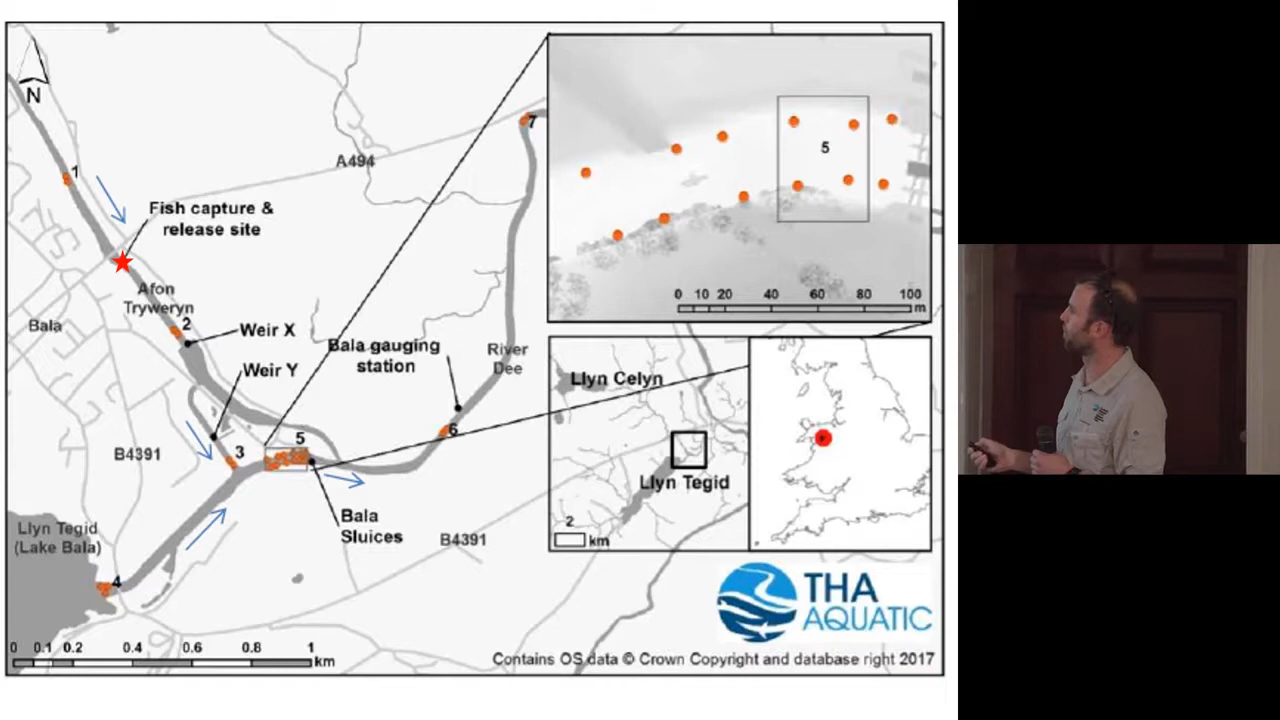 N
1
Fish capture &
release site
A494
7
Afon
Tryweryn
Bala
2
Weir X
Weir Y
Bala gauging
station
River
Dee
B4391
3
5
6
Llyn Tegid
(Lake Bala)
4
Bala
Sluices
B4391
0 0.1 0.2 0.4 0.6 0.8 1
km
5
0 10 20 40 60 80 100
m
Llyn Celyn
Llyn Tegid
2
km
THA
AQUATIC
Contains OS data © Crown Copyright and database right 2017